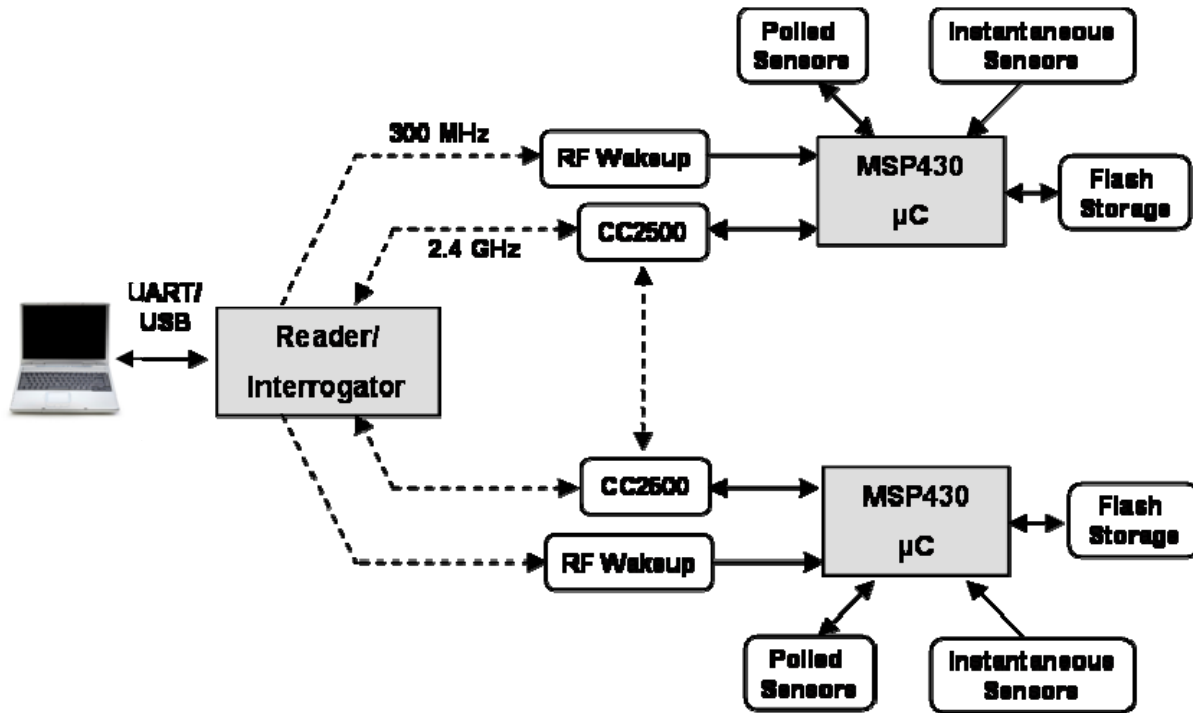 Polled
Sensors
Instantaneous
Sensors
300 MHz
RF Wakeup
MSP430
µC
Flash
Storage
CC2500
2.4 GHz
UART/
USB
Reader/
Interrogator
CC2500
MSP430
µC
Flash
Storage
RF Wakeup
Polled
Sensors
Instantaneous
Sensors